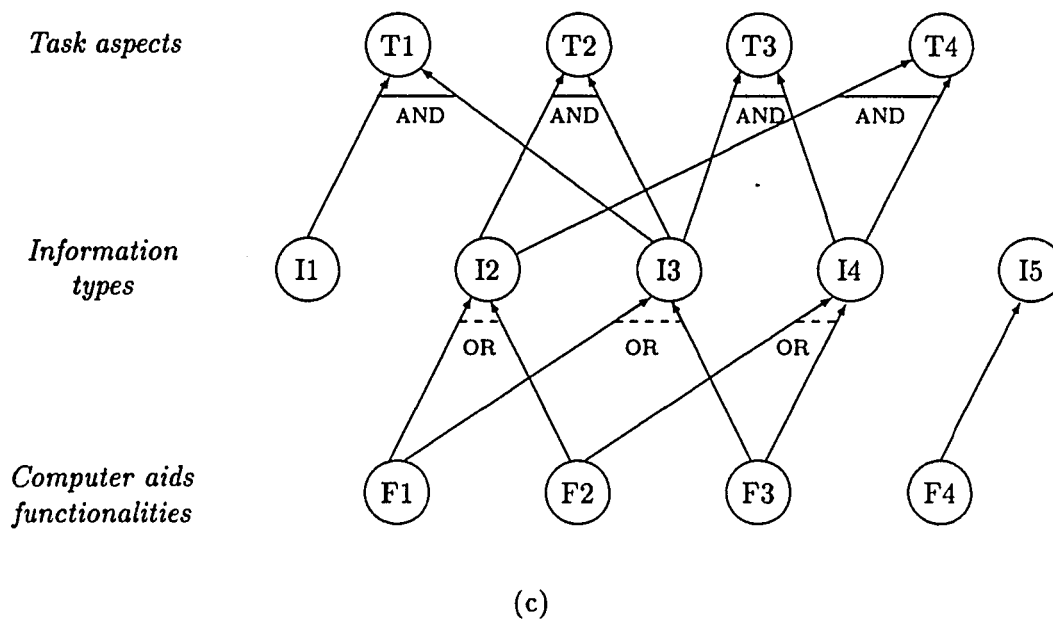 Task aspects
T1 T2 T3 T4
AND AND AND AND
Information
types
I1 I2 I3 I4 I5
OR OR OR
Computer aids
functionalities
F1 F2 F3 F4
(c)